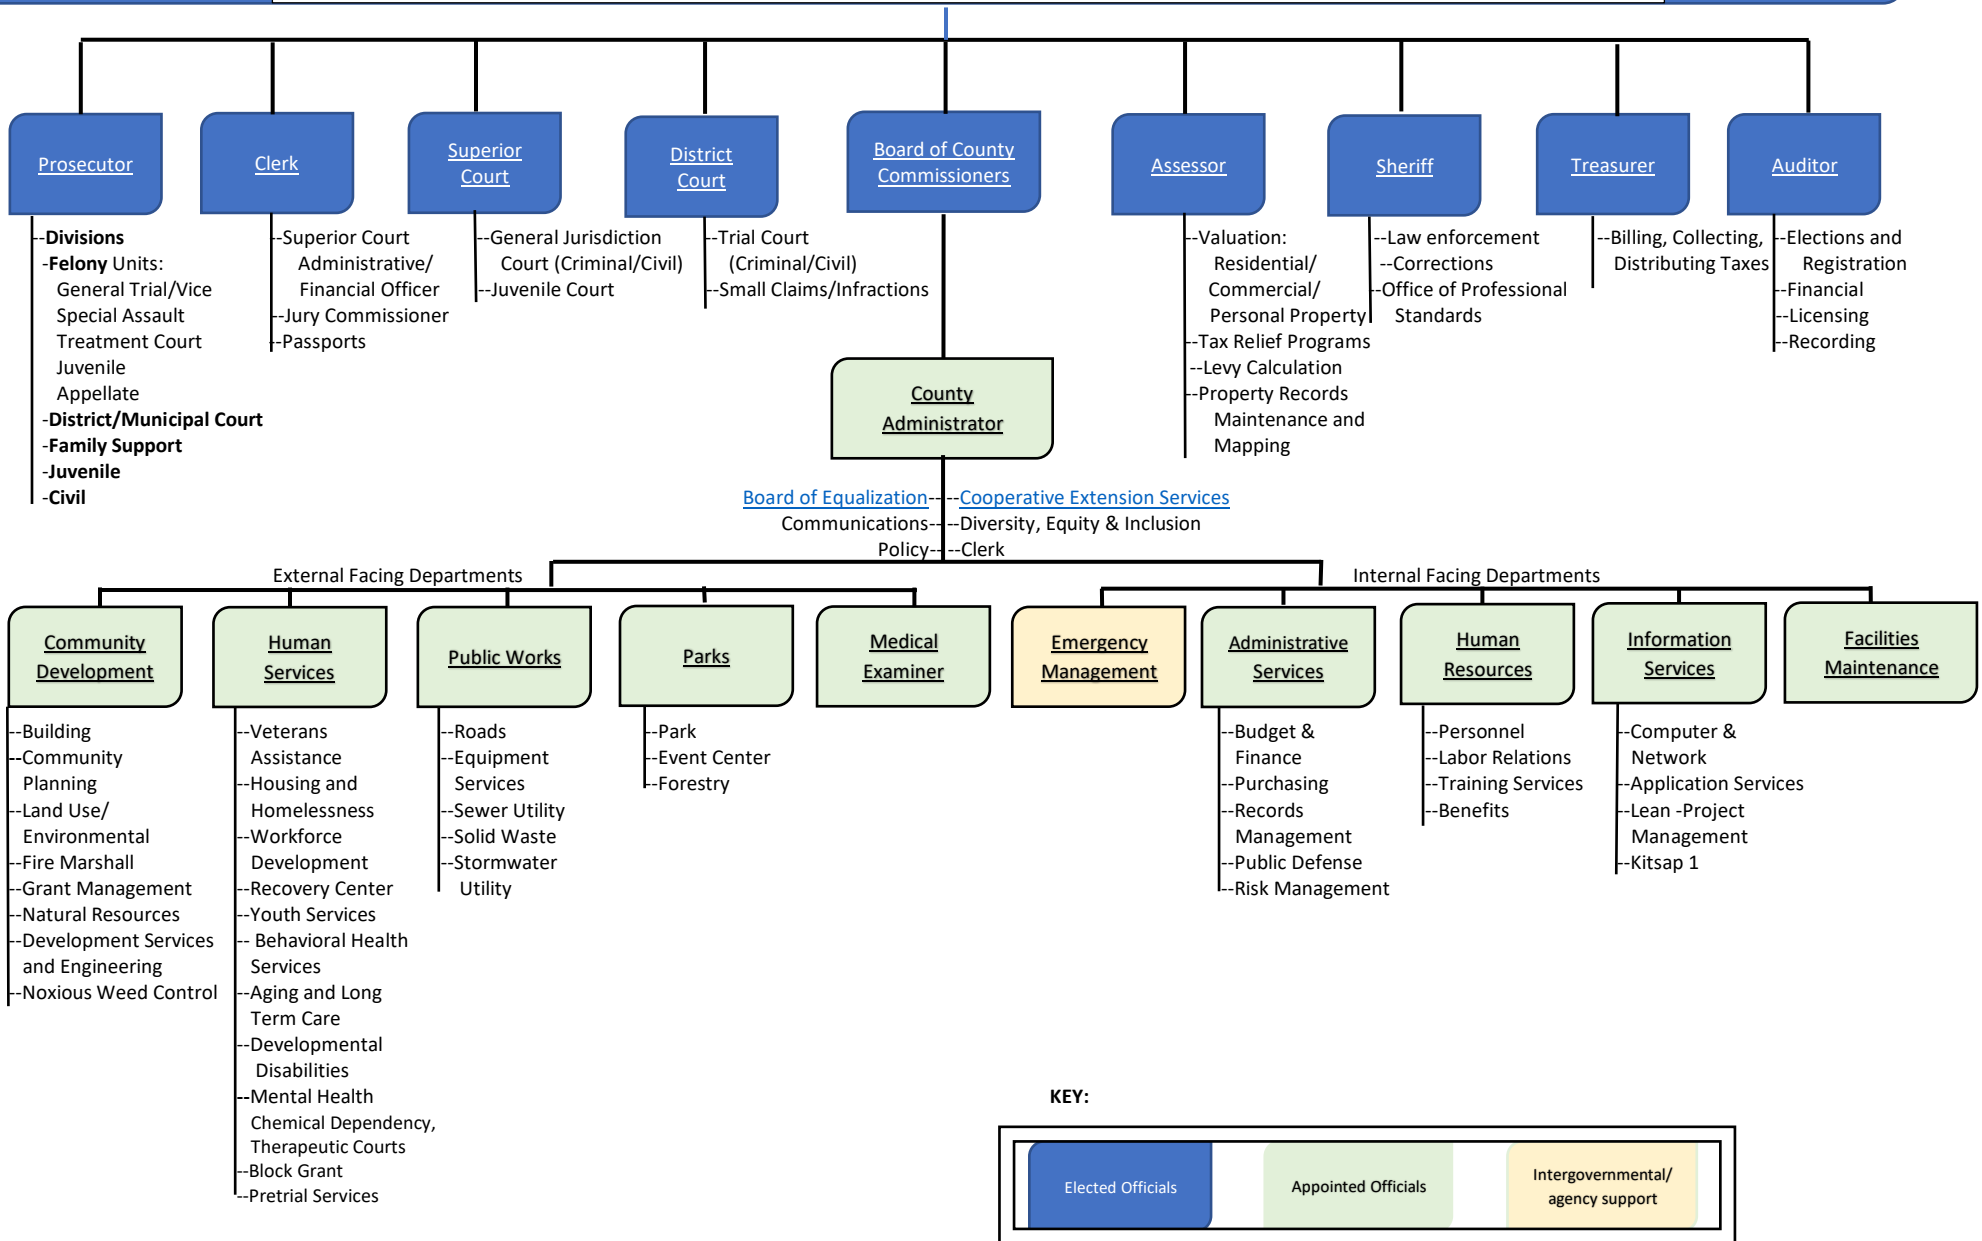 Prosecutor
Clerk
Superior
Court
District
Court
Board of County
Commissioners
Assessor
Sheriff
Treasurer
Auditor
--Divisions
-Felony Units:
General Trial/Vice
Special Assault
Treatment Court
Juvenile
Appellate
-District/Municipal Court
-Family Support
-Juvenile
-Civil
--Superior Court
Administrative/
Financial Officer
--Jury Commissioner
--Passports
--General Jurisdiction
Court (Criminal/Civil)
--Juvenile Court
--Trial Court
(Criminal/Civil)
--Small Claims/Infractions
--Valuation:
Residential/
Commercial/
Personal Property
--Tax Relief Programs
--Levy Calculation
--Property Records
Maintenance and
Mapping
--Law enforcement
--Corrections
--Office of Professional
Standards
--Billing, Collecting,
Distributing Taxes
--Elections and
Registration
--Financial
--Licensing
--Recording
County
Administrator
Board of Equalization-- --Cooperative Extension Services
Communications-- --Diversity, Equity & Inclusion
Policy-- --Clerk
External Facing Departments
Internal Facing Departments
Community
Development
Human
Services
Public Works
Parks
Medical
Examiner
Emergency
Management
Administrative
Services
Human
Resources
Information
Services
Facilities
Maintenance
--Building
--Community
Planning
--Land Use/
Environmental
--Fire Marshall
--Grant Management
--Natural Resources
--Development Services
and Engineering
--Noxious Weed Control
--Veterans
Assistance
--Housing and
Homelessness
--Workforce
Development
--Recovery Center
--Youth Services
-- Behavioral Health
Services
--Aging and Long
Term Care
--Developmental
Disabilities
--Mental Health
Chemical Dependency,
Therapeutic Courts
--Block Grant
--Pretrial Services
--Roads
--Equipment
Services
--Sewer Utility
--Solid Waste
--Stormwater
Utility
--Park
--Event Center
--Forestry
--Budget &
Finance
--Purchasing
--Records
Management
--Public Defense
--Risk Management
--Personnel
--Labor Relations
--Training Services
--Benefits
--Computer &
Network
--Application Services
--Lean -Project
Management
--Kitsap 1
KEY:
Elected Officials
Appointed Officials
Intergovernmental/
agency support